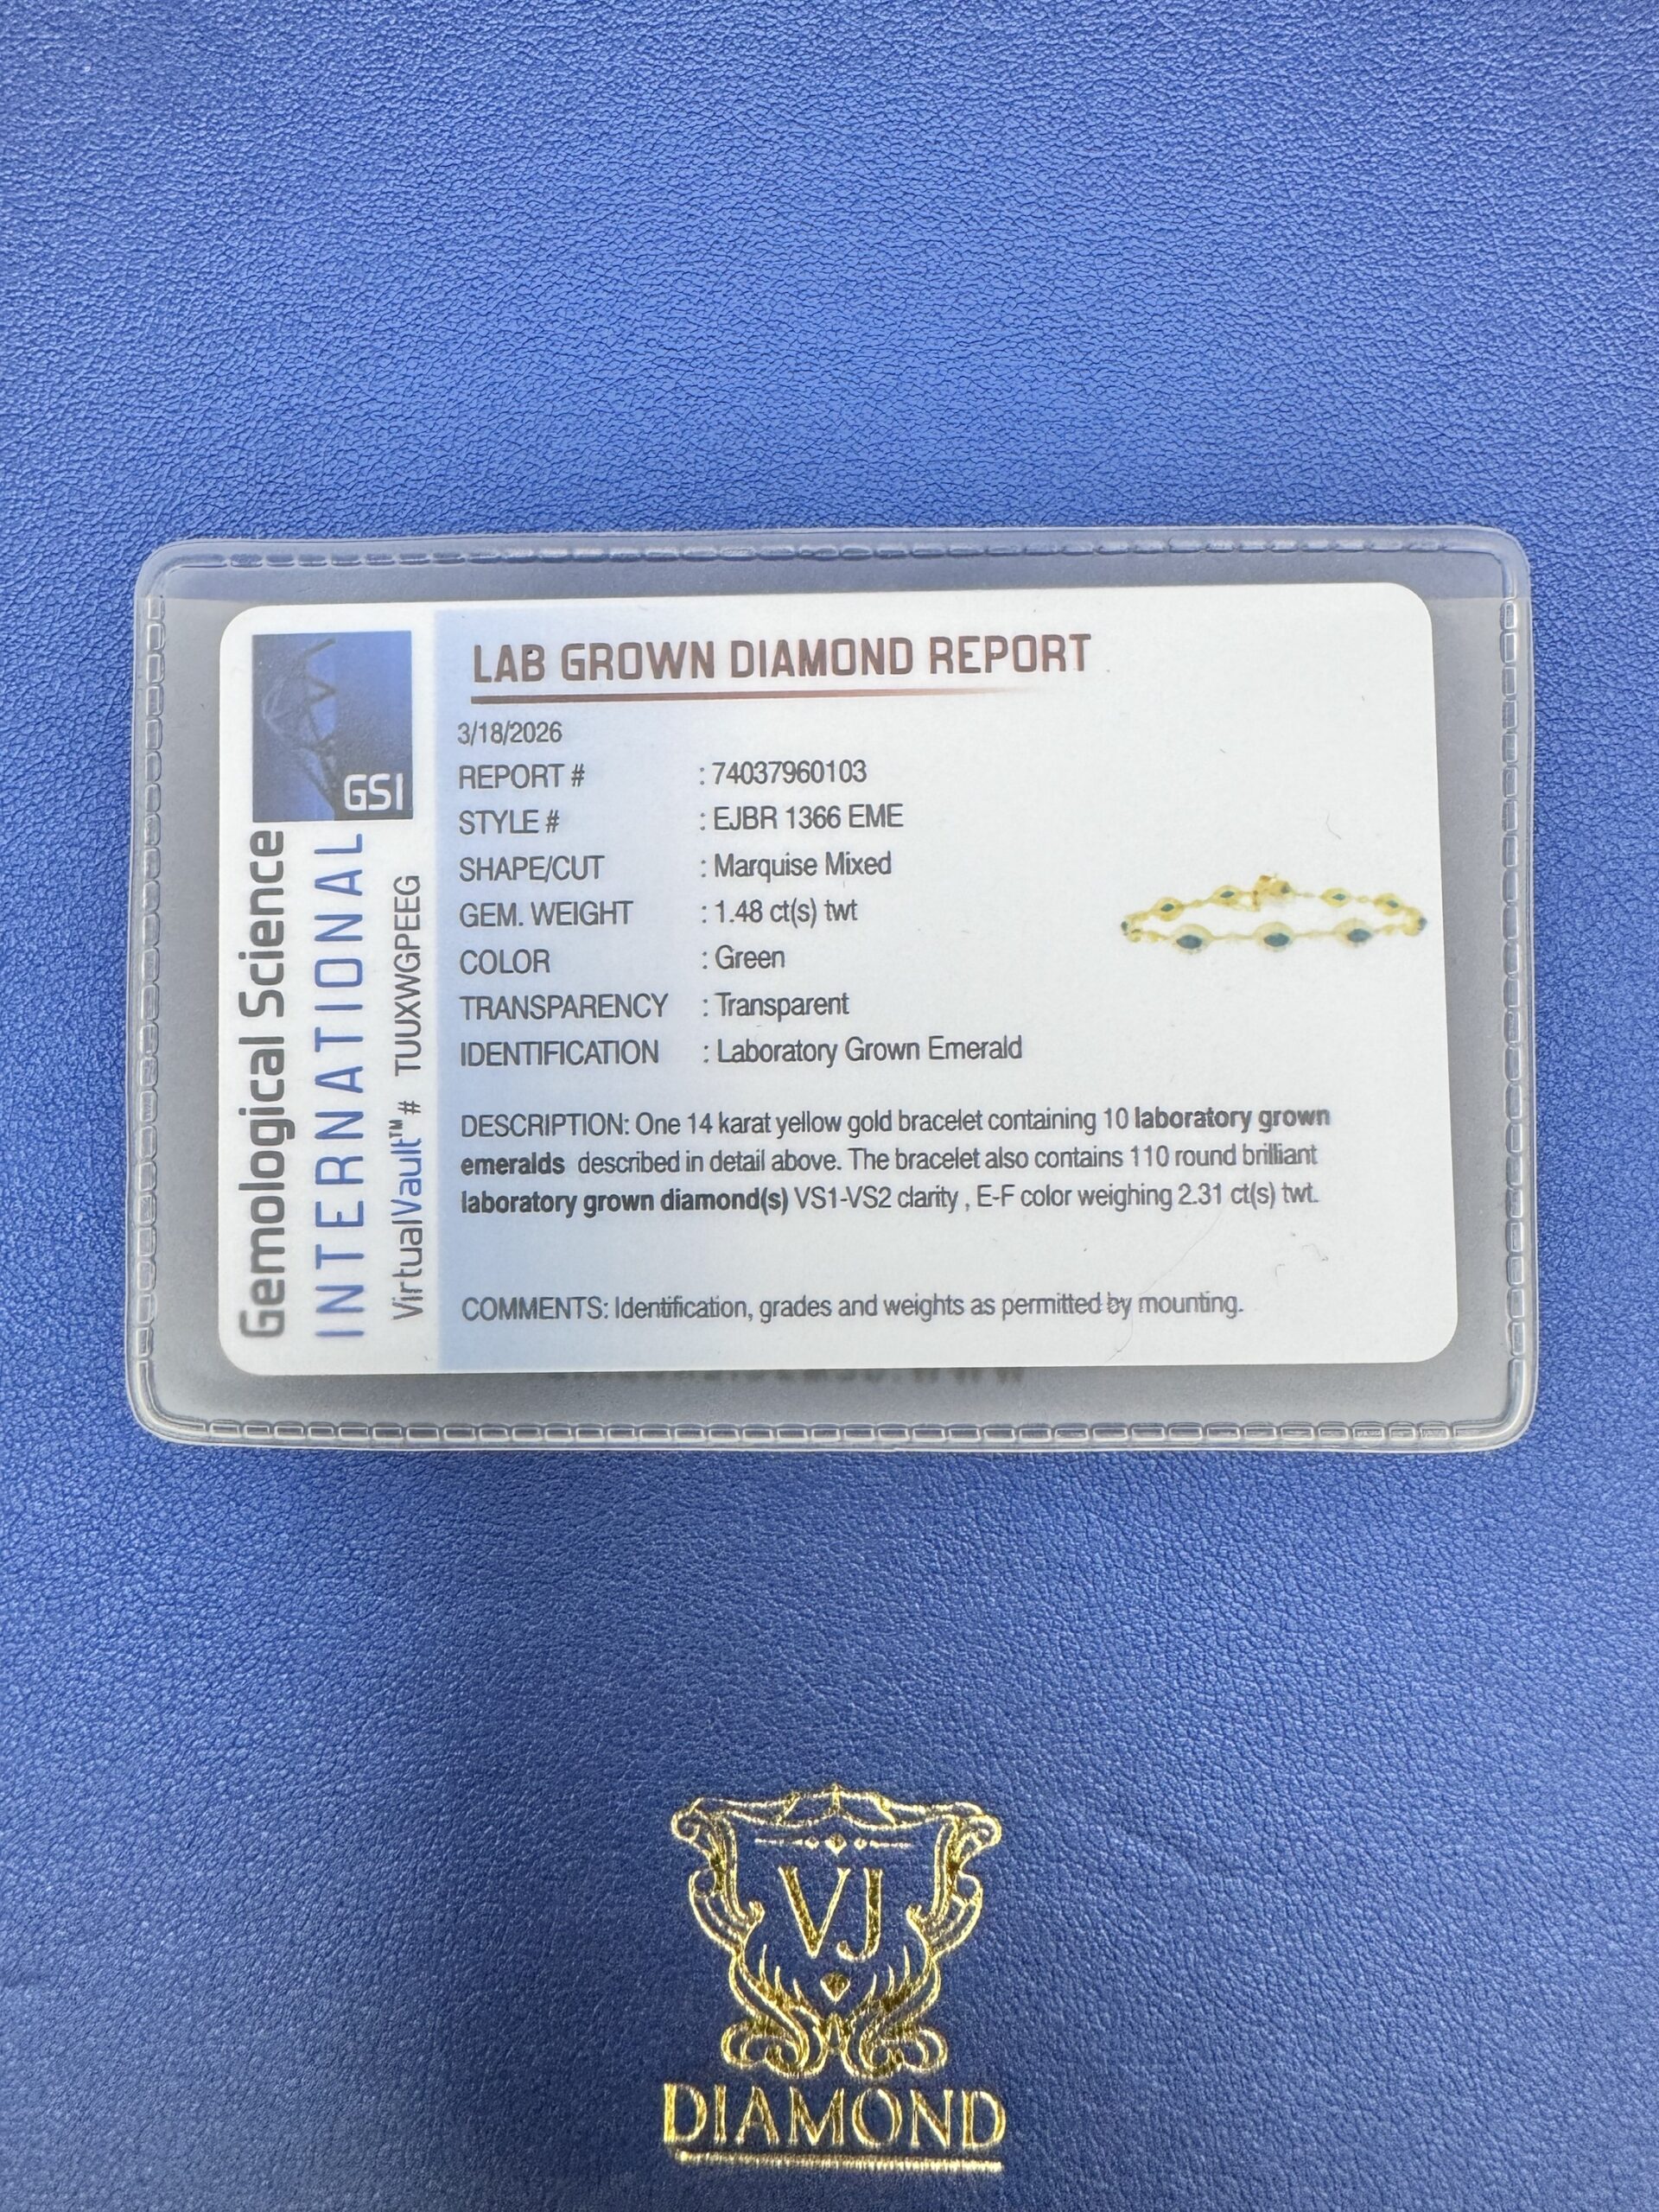 LAB GROWN DIAMOND REPORT
3/18/2026
REPORT # : 74037960103
STYLE # : EJBR 1366 EME
SHAPE/CUT : Marquise Mixed
GEM. WEIGHT : 1.48 ct(s) twt
COLOR : Green
TRANSPARENCY : Transparent
IDENTIFICATION : Laboratory Grown Emerald
DESCRIPTION: One 14 karat yellow gold bracelet containing 10 laboratory grown
emeralds described in detail above. The bracelet also contains 110 round brilliant
laboratory grown diamond(s) VS1-VS2 clarity , E-F color weighing 2.31 ct(s) twt.
COMMENTS: Identification, grades and weights as permitted by mounting.
GSI
Gemological Science
INTERNATIONAL
VirtualVault™# TUUXWGPEEG
VJ
DIAMOND